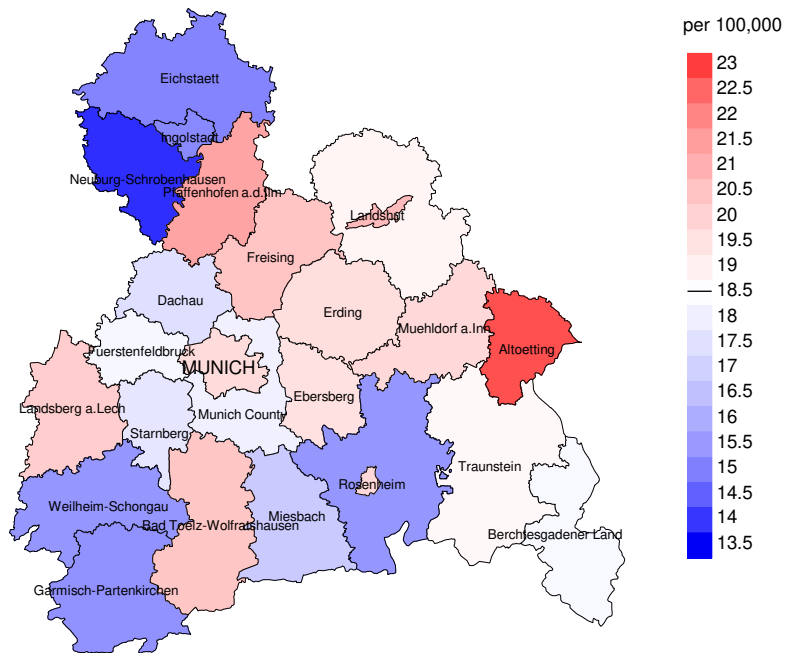 per 100,000
23
22.5
22
21.5
21
20.5
20
19.5
19
18.5
18
17.5
17
16.5
16
15.5
15
14.5
14
13.5
Eichstaett
Ingolstadt
Neuburg-Schrobenhausen
Pfaffenhofen a.d.Ilm
Landshut
Freising
Dachau
Erding
Muehldorf a.Inn
Altoetting
Fuerstenfeldbruck
MUNICH
Ebersberg
Landsberg a.Lech
Munich County
Starnberg
Traunstein
Rosenheim
Weilheim-Schongau
Miesbach
Bad Toelz-Wolfratshausen
Berchtesgadener Land
Garmisch-Partenkirchen